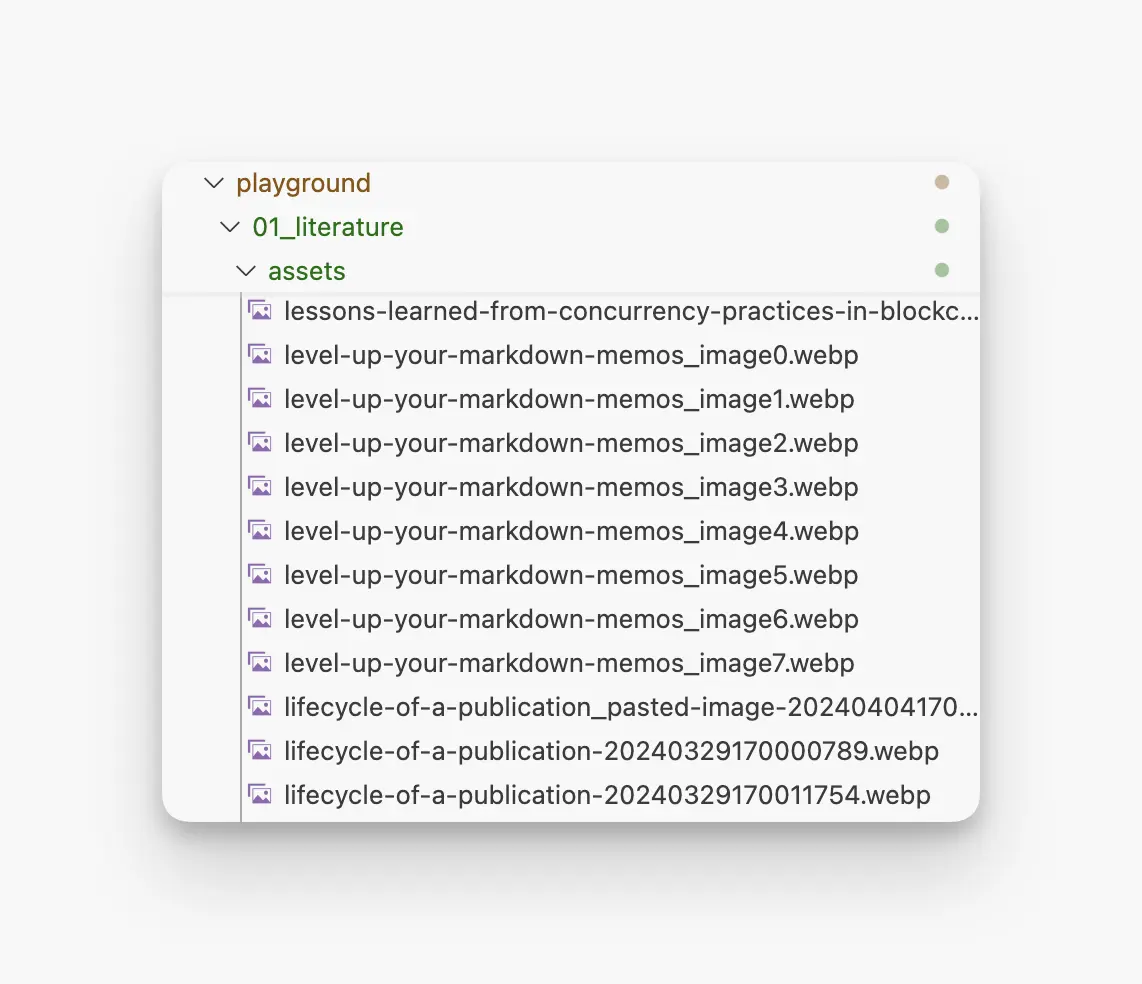 playground
01_literature
assets
lessons-learned-from-concurrency-practices-in-blockc...
level-up-your-markdown-memos_image0.webp
level-up-your-markdown-memos_image1.webp
level-up-your-markdown-memos_image2.webp
level-up-your-markdown-memos_image3.webp
level-up-your-markdown-memos_image4.webp
level-up-your-markdown-memos_image5.webp
level-up-your-markdown-memos_image6.webp
level-up-your-markdown-memos_image7.webp
lifecycle-of-a-publication_pasted-image-20240404170...
lifecycle-of-a-publication-20240329170000789.webp
lifecycle-of-a-publication-20240329170011754.webp